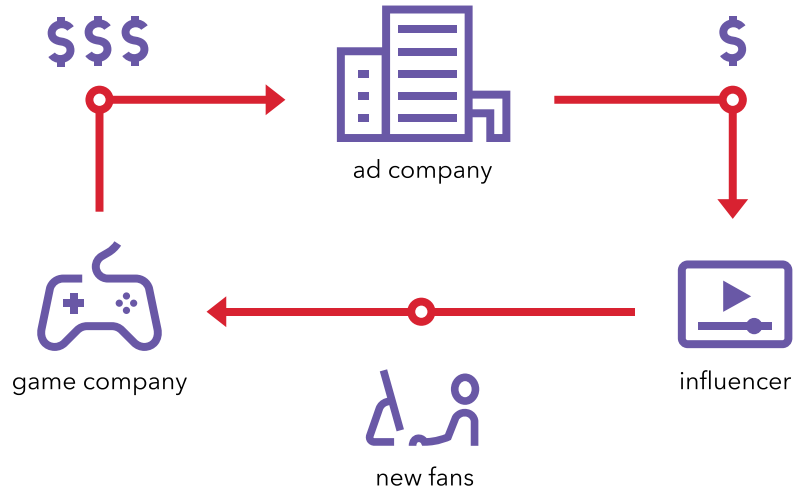 $$$
$
ad company
game company
influencer
new fans